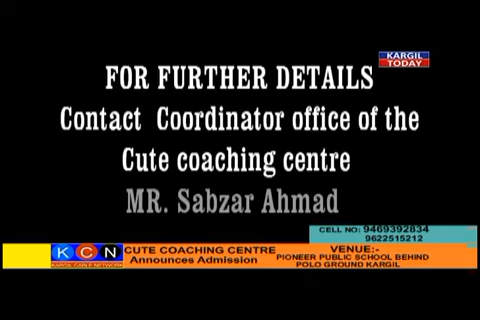 KARGIL
TODAY
FOR FURTHER DETAILS
Contact Coordinator office of the
Cute coaching centre
MR. Sabzar Ahmad
CELL NO: 9469392834
9622515212
KCN
KARGIL CABLE NETWORK
CUTE COACHING CENTRE
Announces Admission
VENUE:-
PIONEER PUBLIC SCHOOL BEHIND
POLO GROUND KARGIL